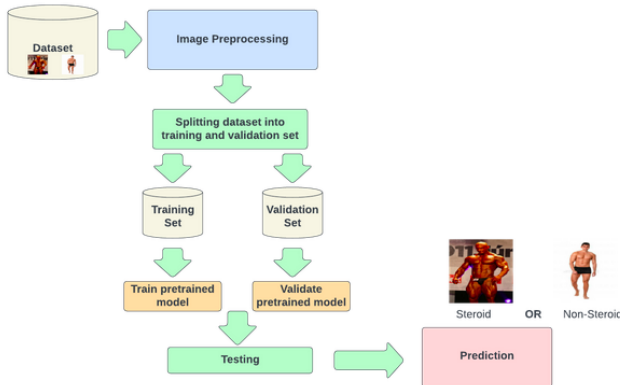 Dataset
Image Preprocessing
Splitting dataset into
training and validation set
Training
Set
Validation
Set
Train pretrained
model
Validate
pretrained model
Testing
Steroid OR Non-Steroid
Prediction